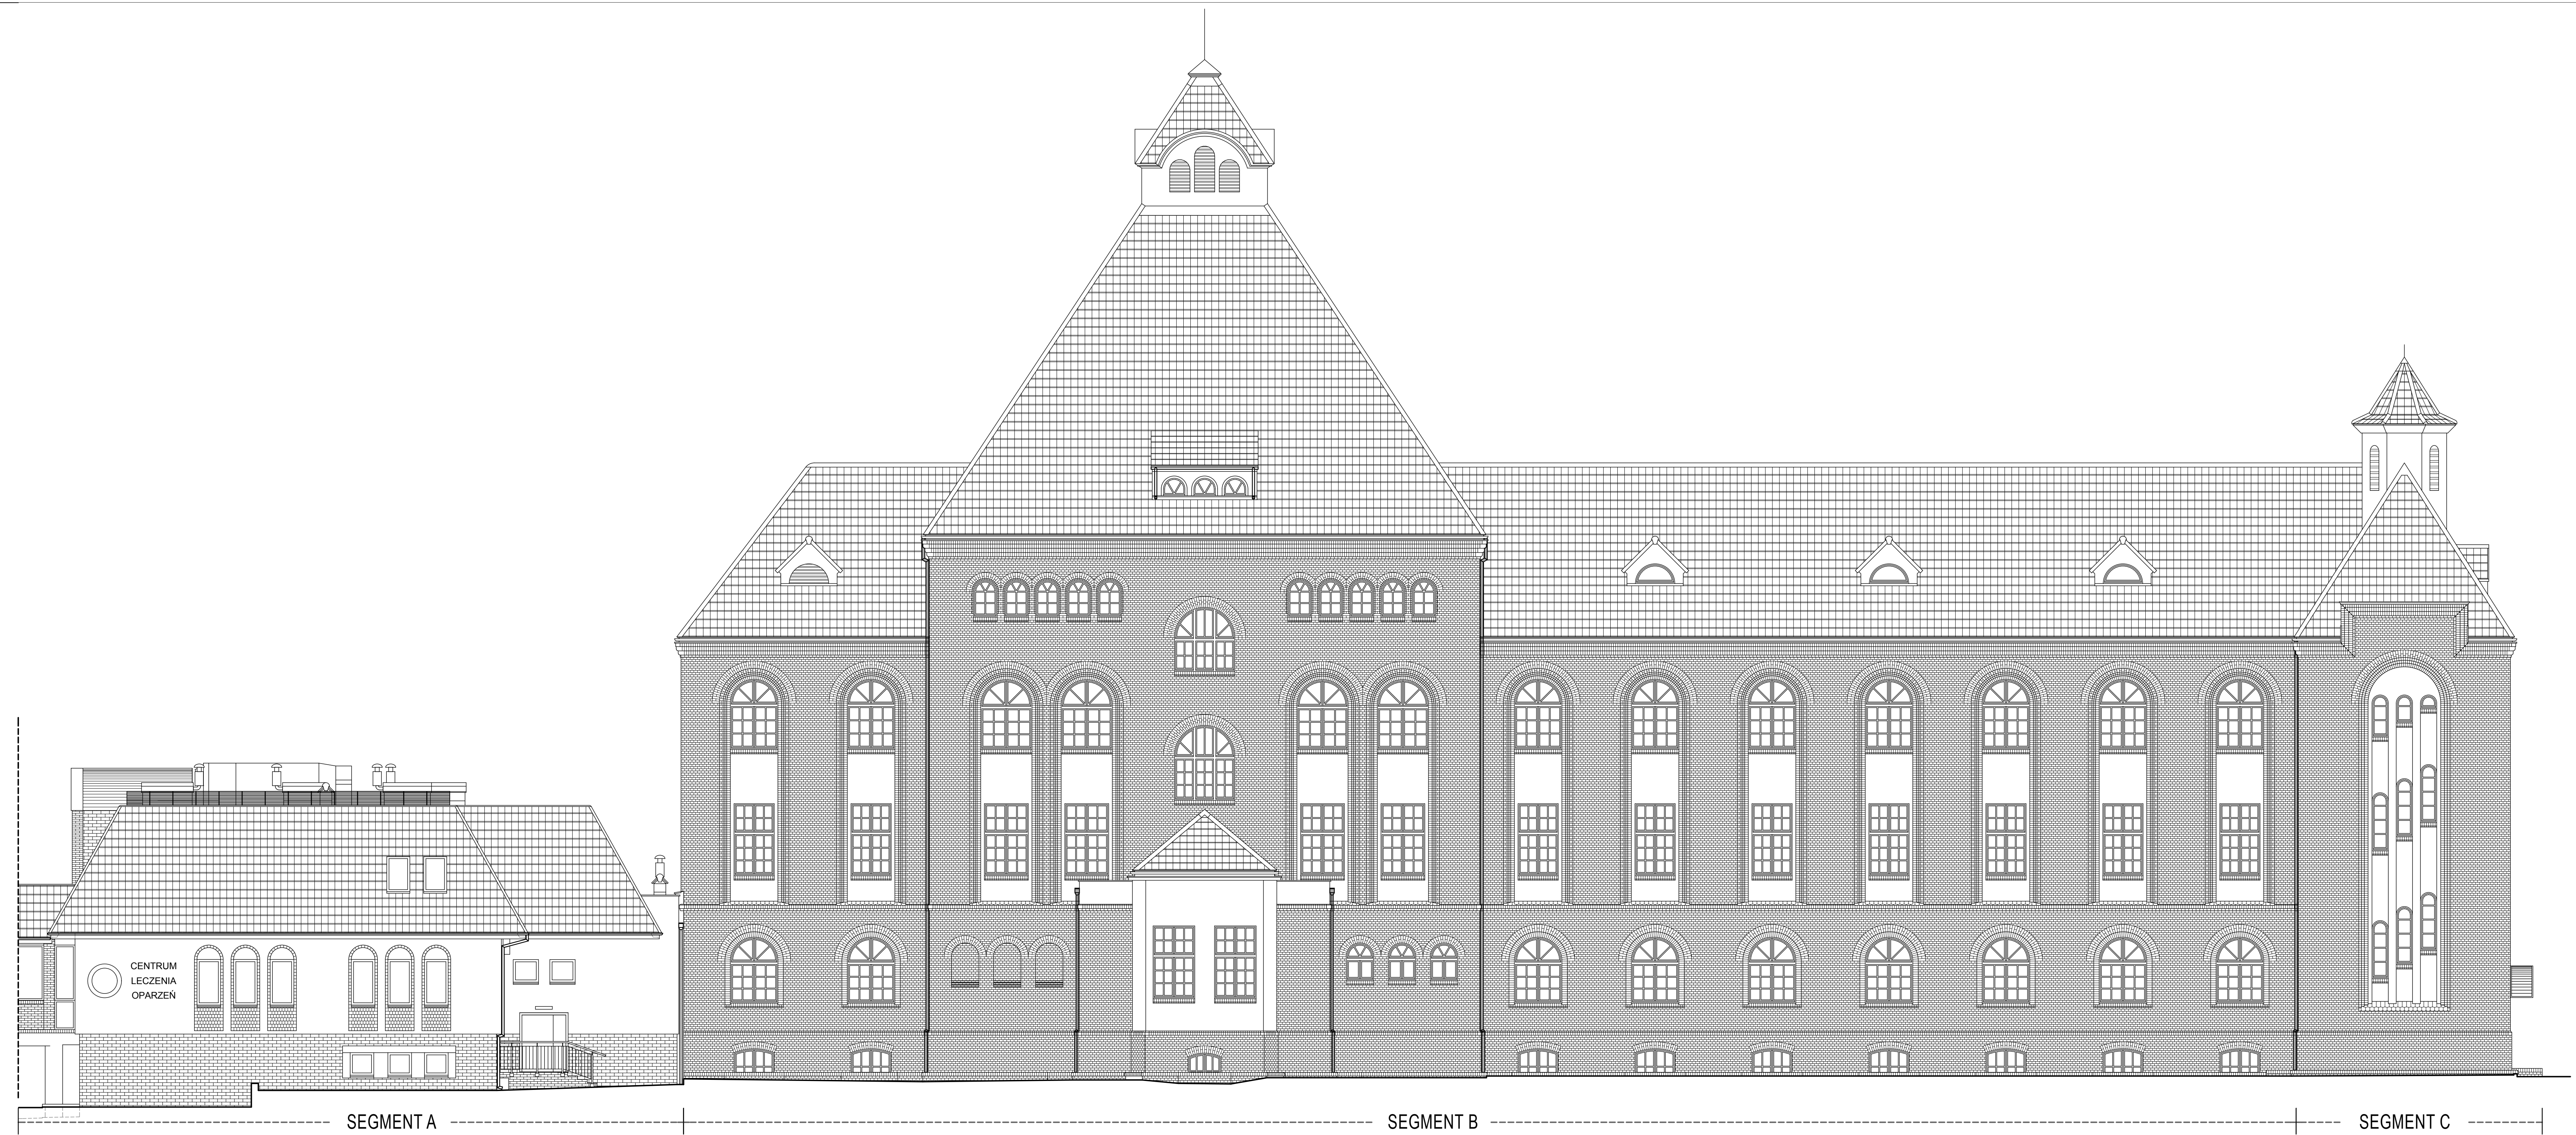 CENTRUM
LECZENIA
OPARZEŃ
SEGMENT A
SEGMENT B
SEGMENT C